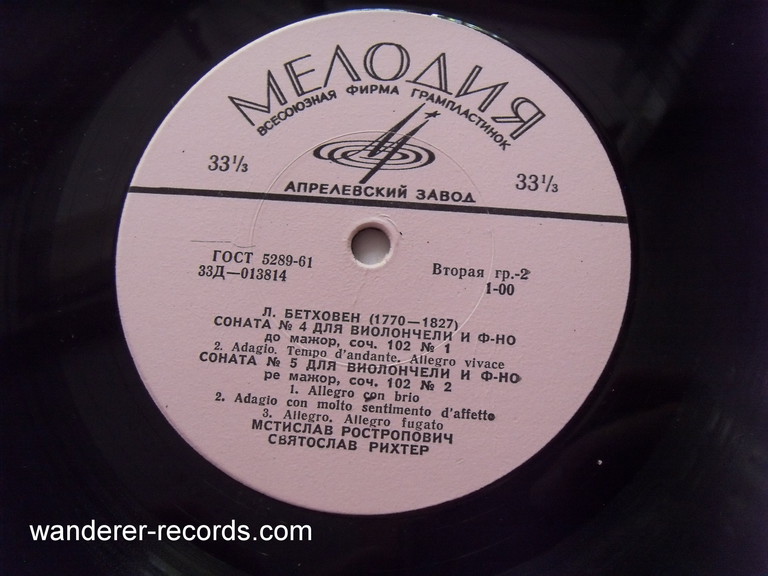 МЕЛОДИЯ
ВСЕСОЮЗНАЯ ФИРМА ГРАМПЛАСТИНОК
33⅓
33⅓
АПРЕЛЕВСКИЙ ЗАВОД
ГОСТ 5289-61
33Д—013814
Вторая гр.-2
1-00
Л. БЕТХОВЕН (1770—1827)
СОНАТА № 4 ДЛЯ ВИОЛОНЧЕЛИ И Ф-НО
до мажор, соч. 102 № 1
2. Adagio. Tempo d'andante. Allegro vivace
СОНАТА № 5 ДЛЯ ВИОЛОНЧЕЛИ И Ф-НО
ре мажор, соч. 102 № 2
1. Allegro con brio
2. Adagio con molto sentimento d'affetto
3. Allegro. Allegro fugato
МСТИСЛАВ РОСТРОПОВИЧ
СВЯТОСЛАВ РИХТЕР
wanderer-records.com